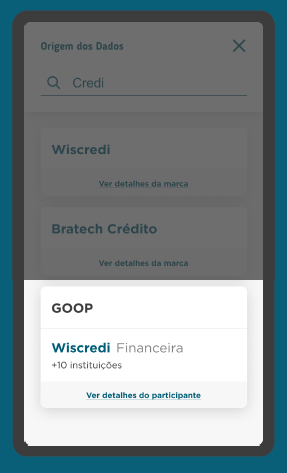 Origem dos Dados
Credi
Wiscredi
Ver detalhes da marca
Bratech Crédito
Ver detalhes da marca
GOOP
Wiscredi Financeira
+10 instituições
Ver detalhes do participante